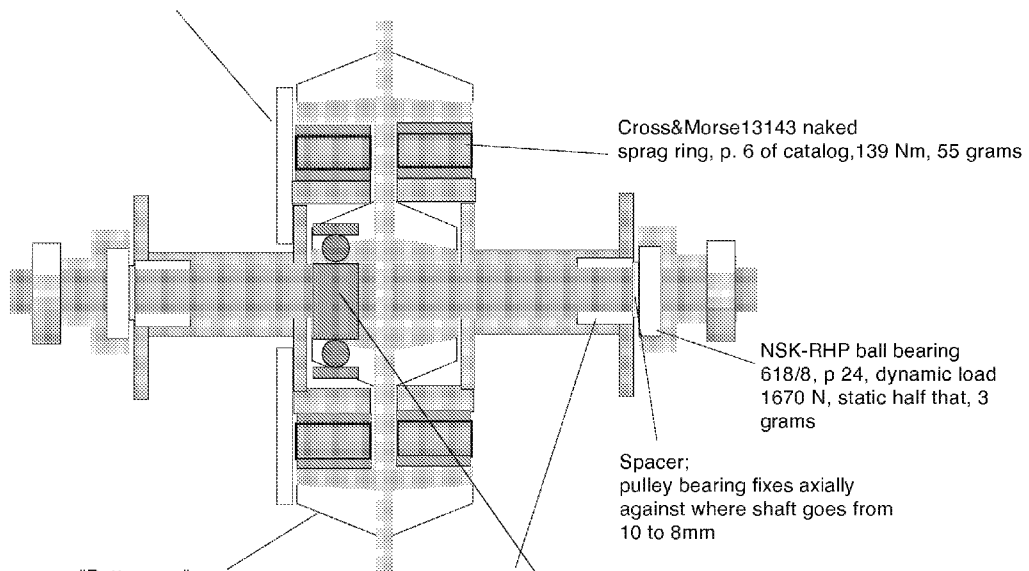 Cross&Morse13143 naked
sprag ring, p. 6 of catalog,139 Nm, 55 grams
NSK-RHP ball bearing
618/8, p 24, dynamic load
1670 N, static half that, 3
grams
Spacer;
pulley bearing fixes axially
against where shaft goes from
10 to 8mm